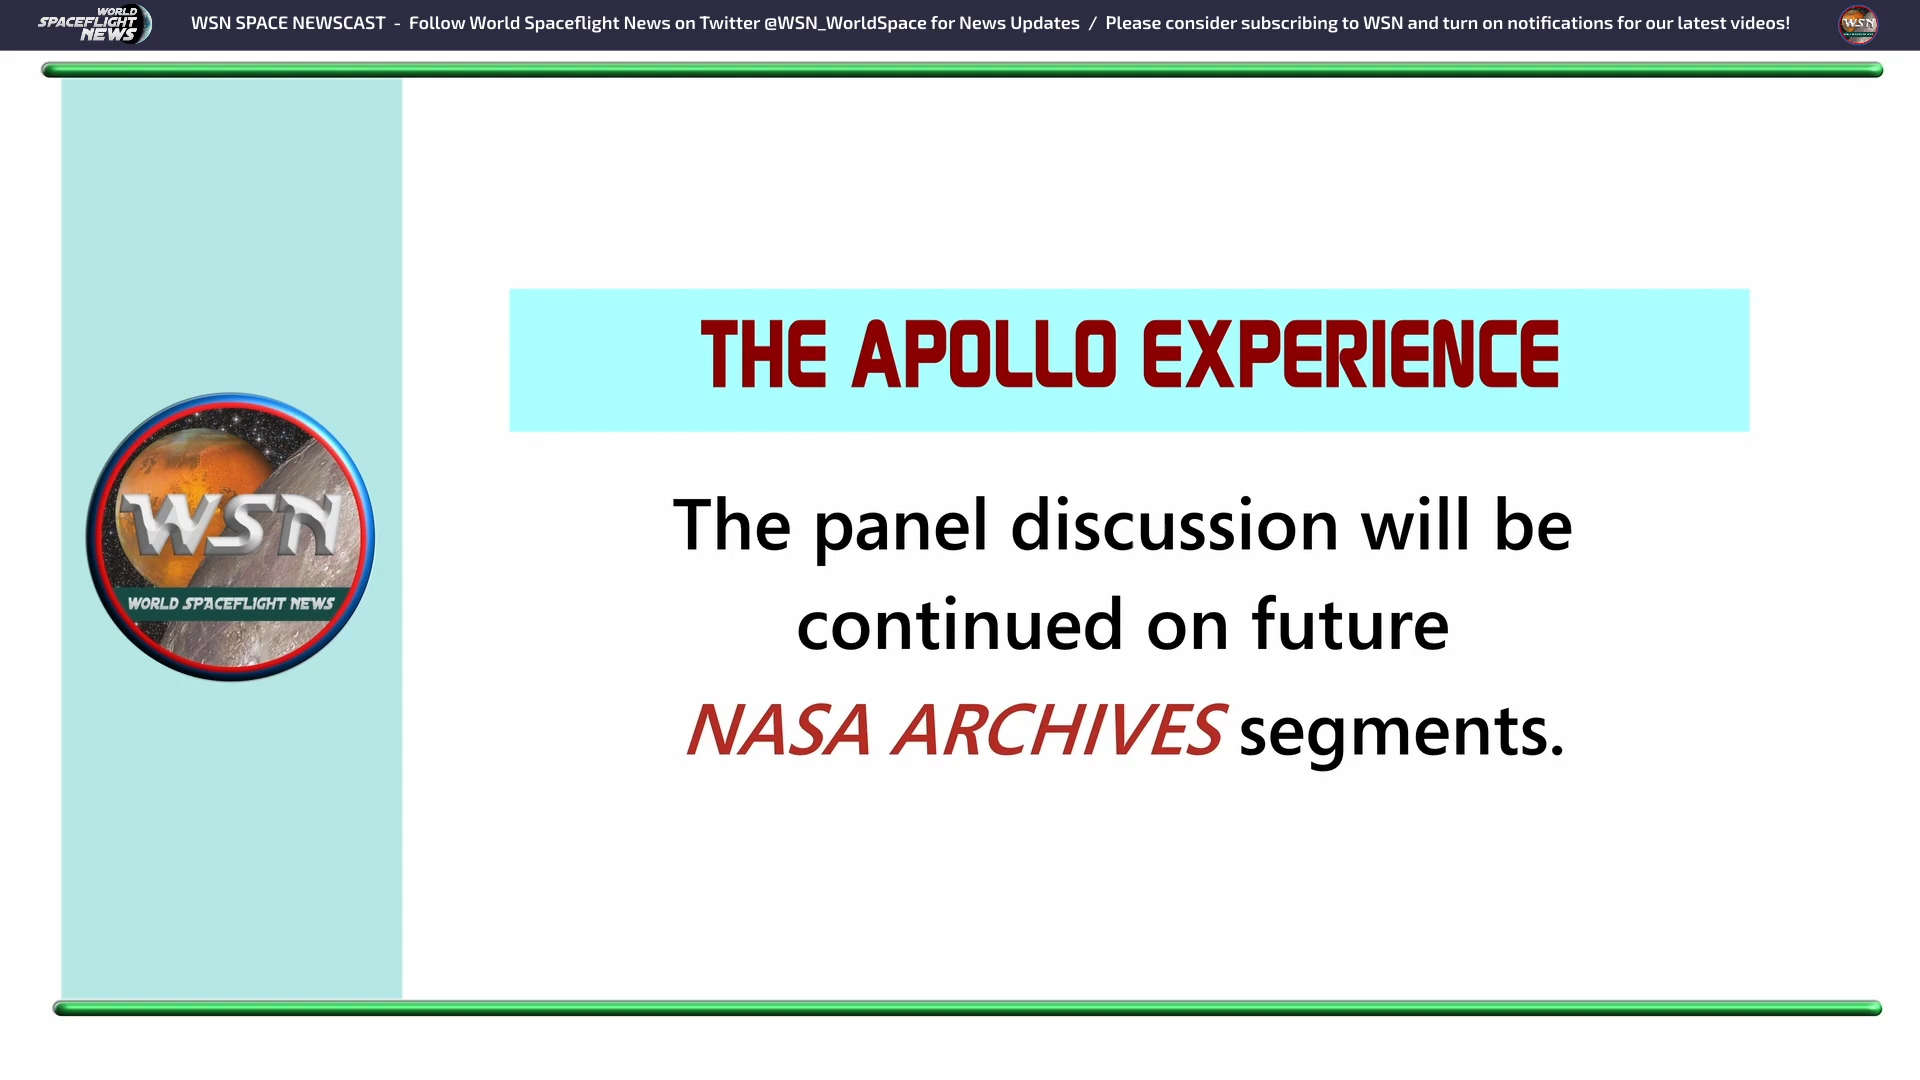 WORLD
SPACEFLIGHT
NEWS
WSN SPACE NEWSCAST - Follow World Spaceflight News on Twitter @WSN_WorldSpace for News Updates / Please consider subscribing to WSN and turn on notifications for our latest videos!
WSN
THE APOLLO EXPERIENCE
The panel discussion will be
continued on future
NASA ARCHIVES segments.
WSN
WORLD SPACEFLIGHT NEWS